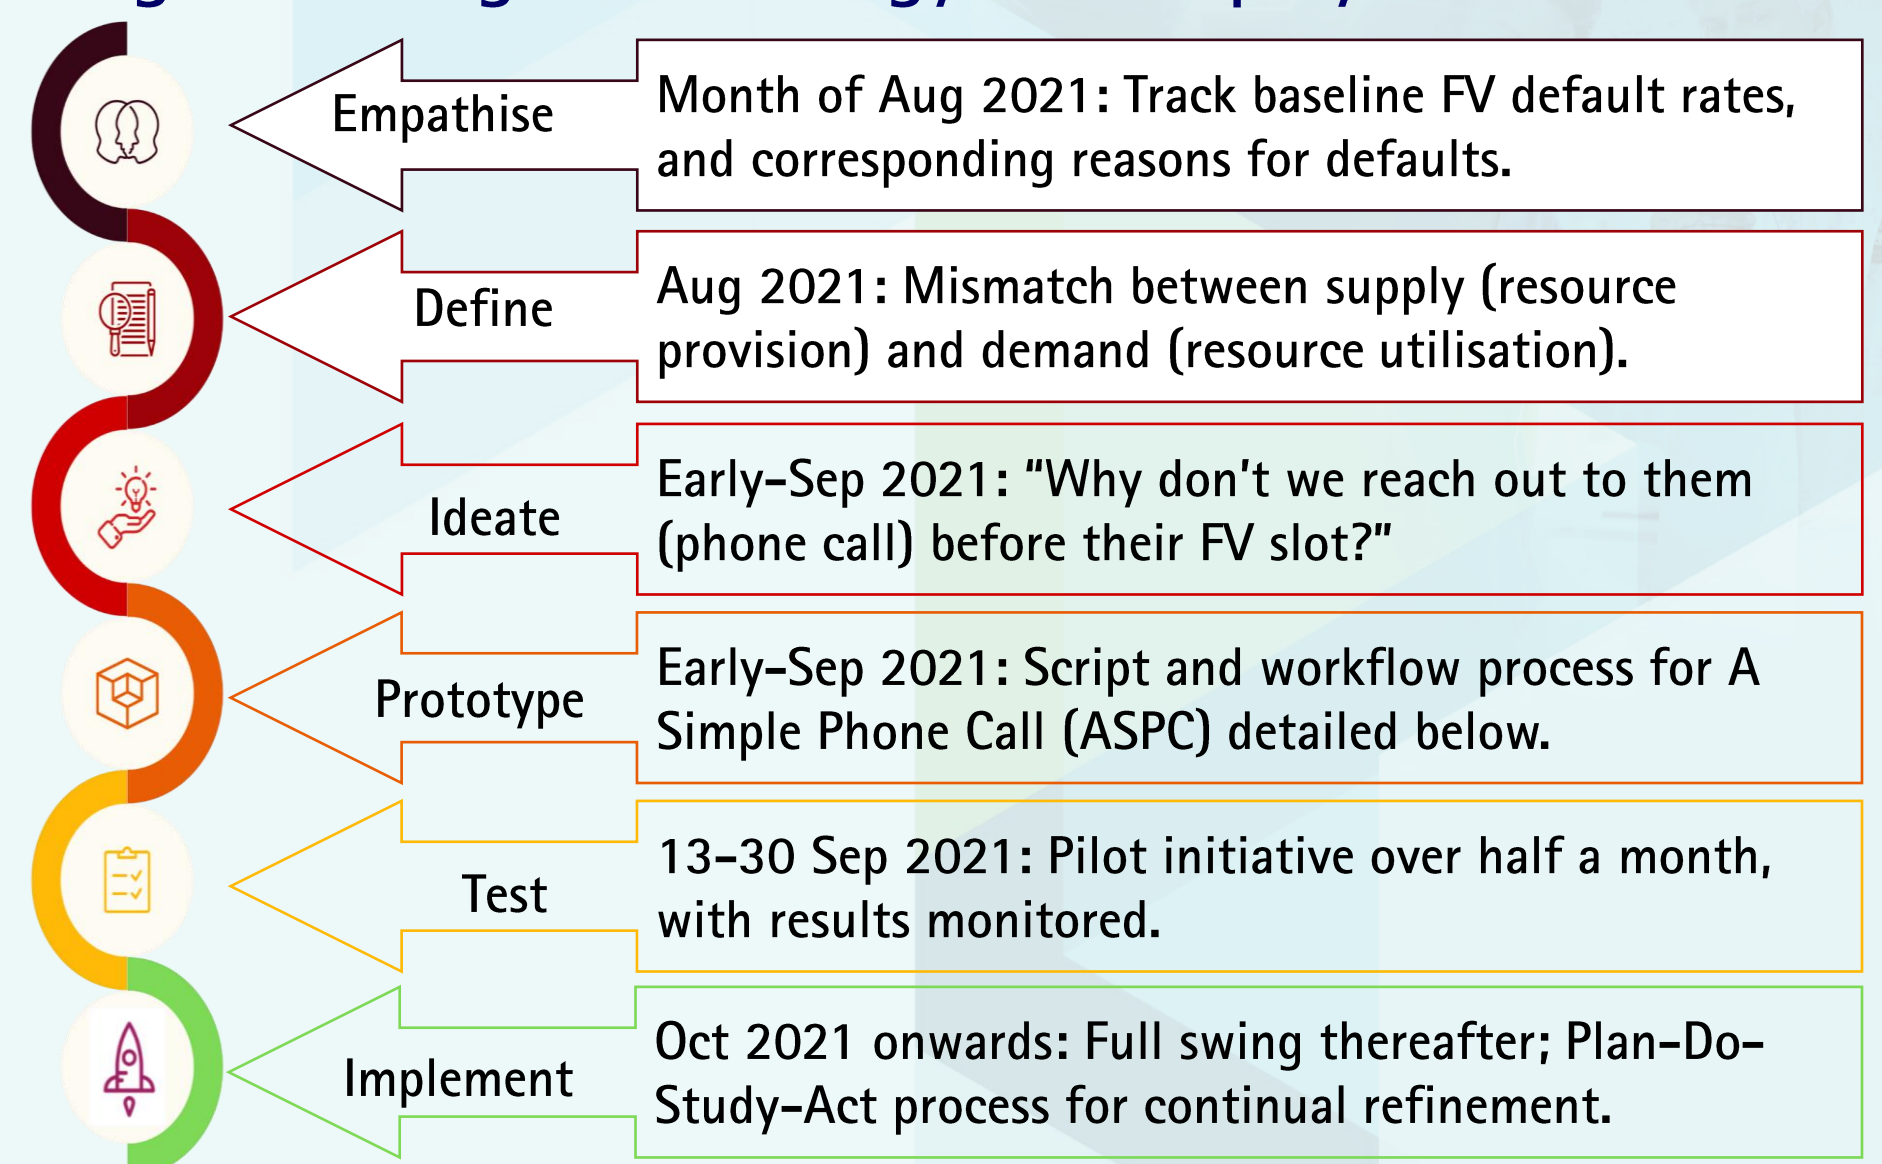 Empathise
Month of Aug 2021: Track baseline FV default rates,
and corresponding reasons for defaults.
Define
Aug 2021: Mismatch between supply (resource
provision) and demand (resource utilisation).
Ideate
Early-Sep 2021: “Why don't we reach out to them
(phone call) before their FV slot?”
Prototype
Early-Sep 2021: Script and workflow process for A
Simple Phone Call (ASPC) detailed below.
Test
13-30 Sep 2021: Pilot initiative over half a month,
with results monitored.
Implement
Oct 2021 onwards: Full swing thereafter; Plan-Do-
Study-Act process for continual refinement.